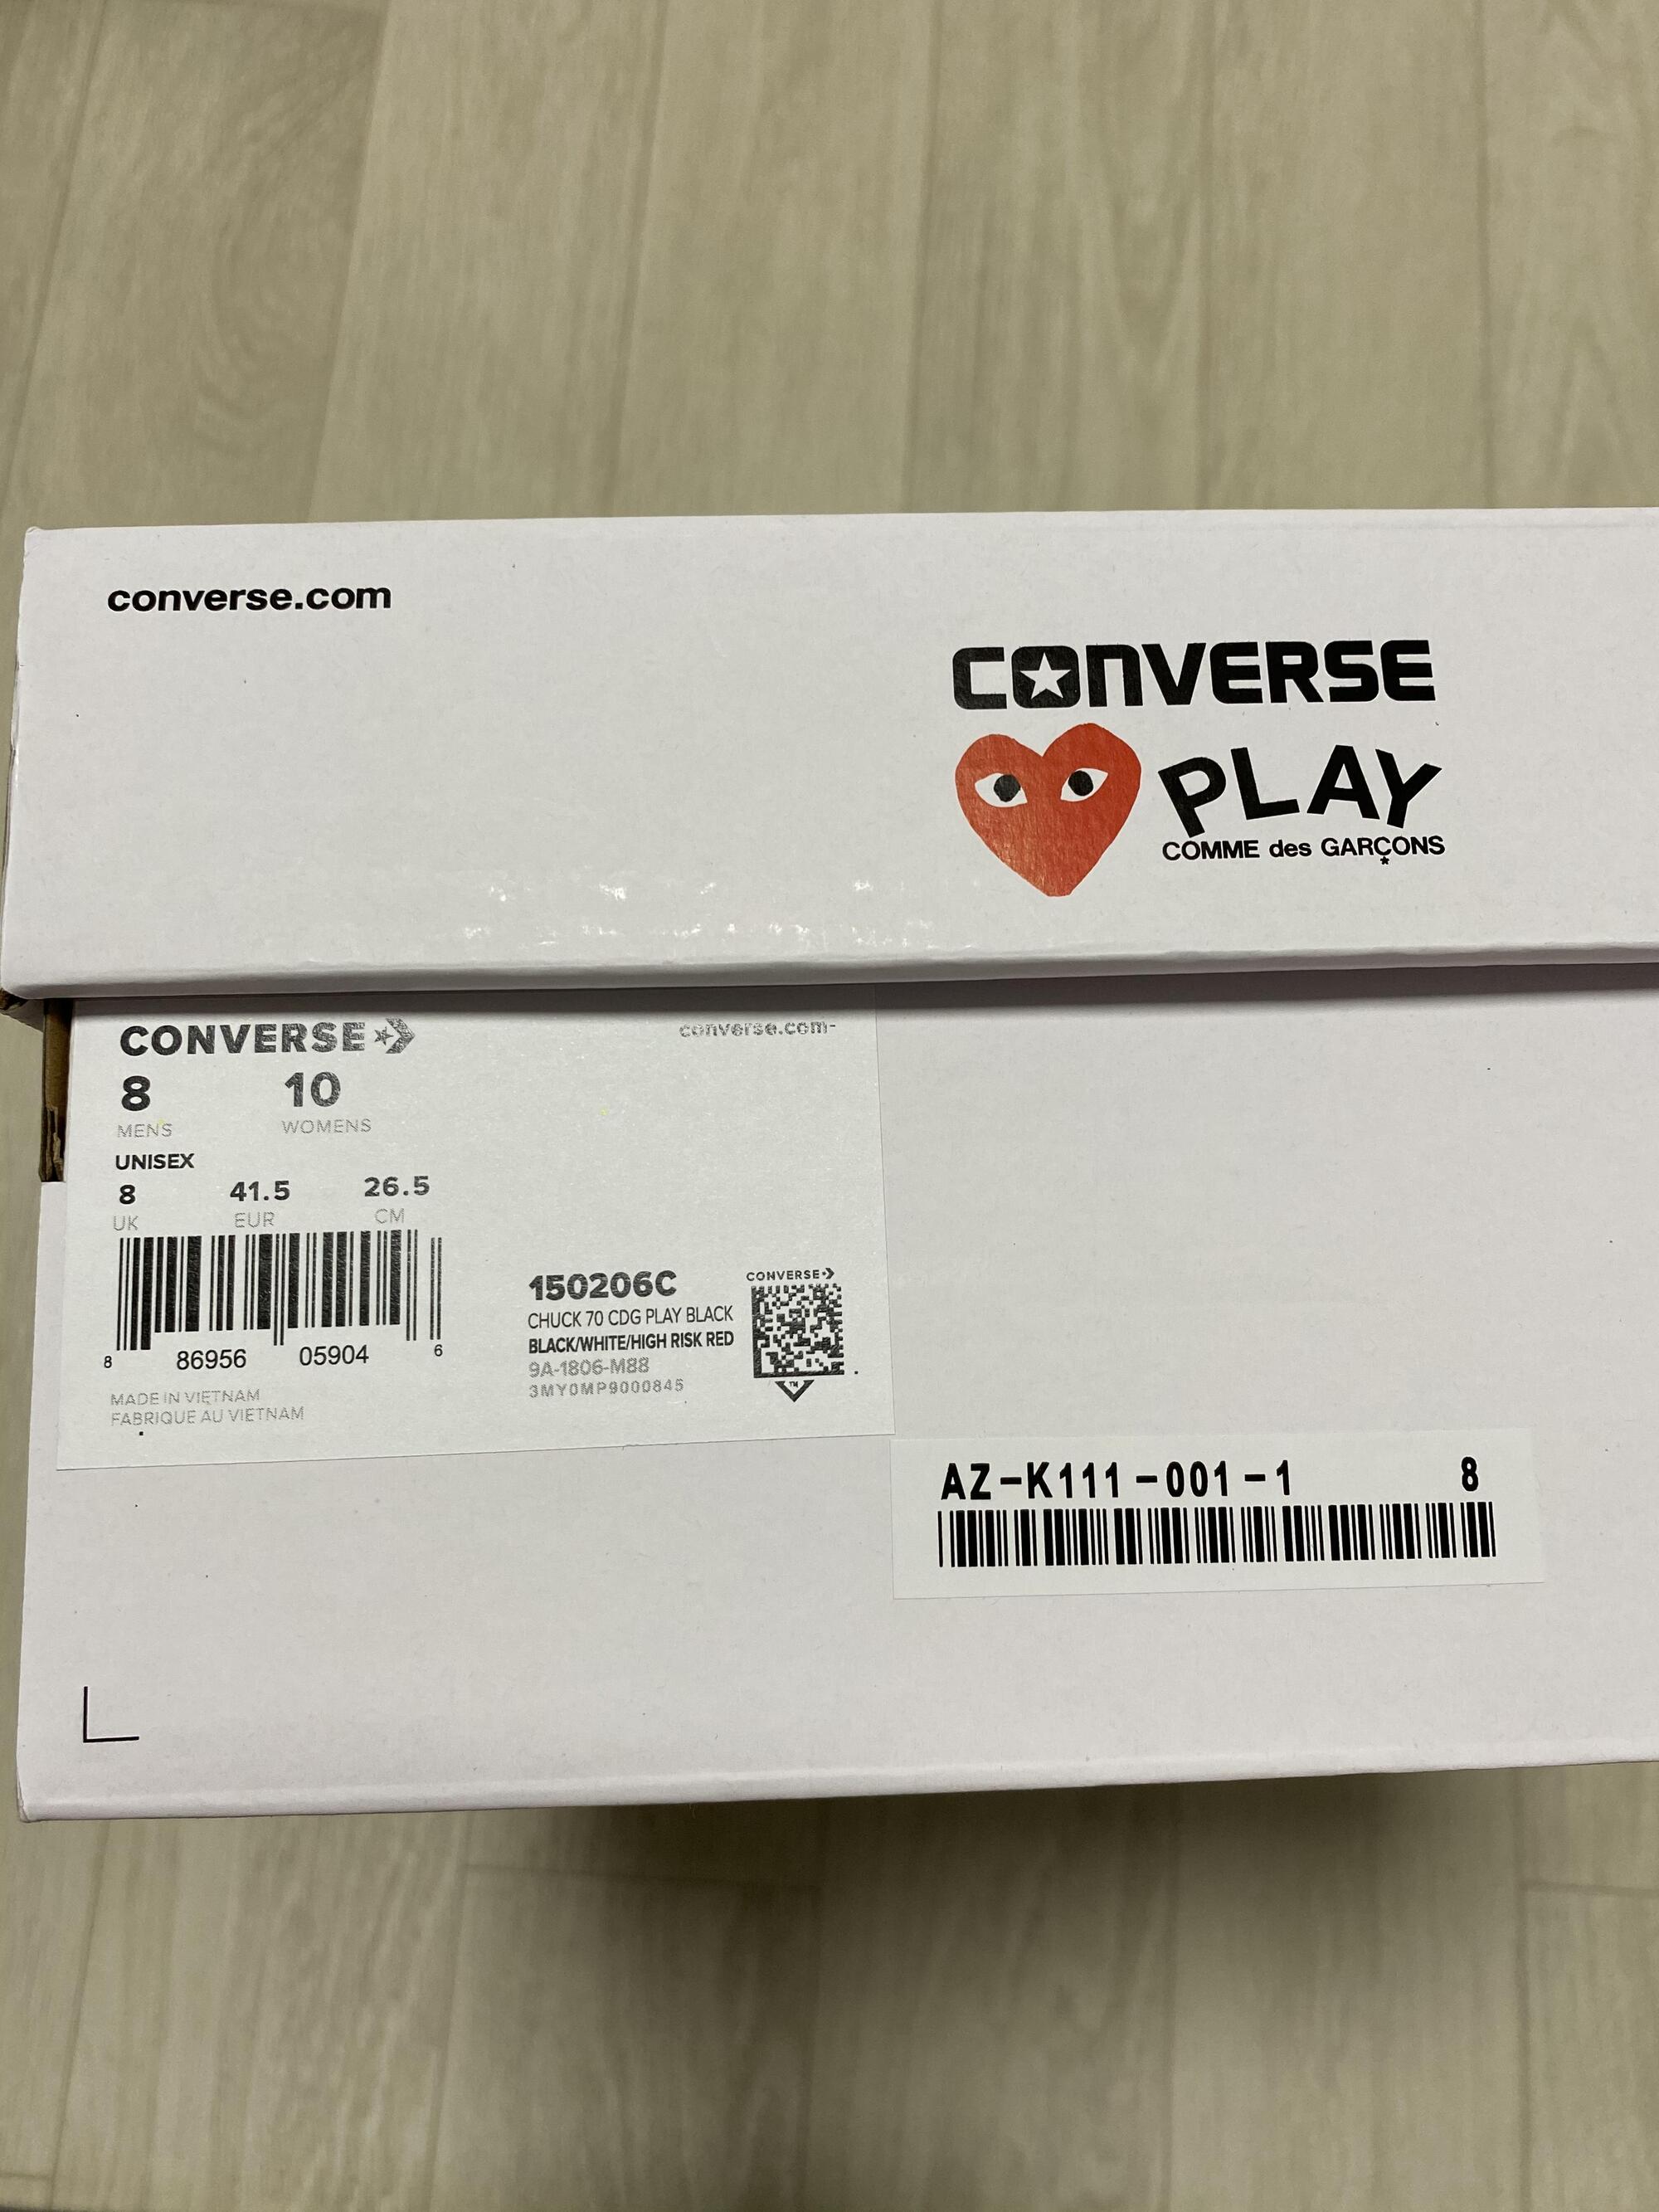 converse.com
CONVERSE
PLAY
COMME des GARÇONS
CONVERSE
converse.com
8 10
MENS WOMENS
UNISEX
8 41.5 26.5
UK EUR CM
8 86956 05904 6
MADE IN VIETNAM
FABRIQUE AU VIETNAM
150206C
CHUCK 70 CDG PLAY BLACK
BLACK/WHITE/HIGH RISK RED
9A-1806-M88
3MY0MP9000845
CONVERSE
TM
AZ-K111-001-1 8